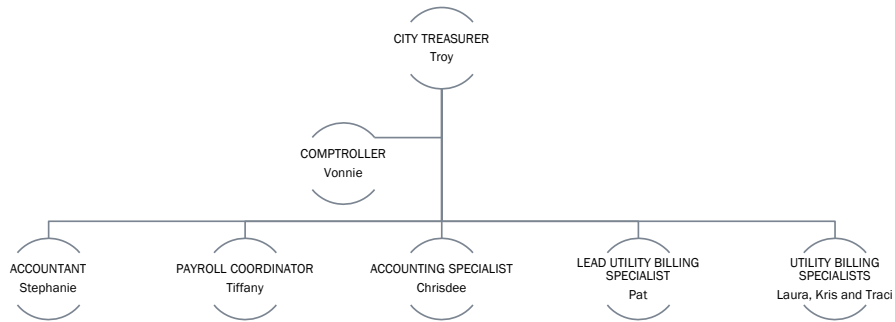 CITY TREASURER
Troy
COMPTROLLER
Vonnie
ACCOUNTANT
Stephanie
PAYROLL COORDINATOR
Tiffany
ACCOUNTING SPECIALIST
Chrisdee
LEAD UTILITY BILLING
SPECIALIST
Pat
UTILITY BILLING
SPECIALISTS
Laura, Kris and Traci